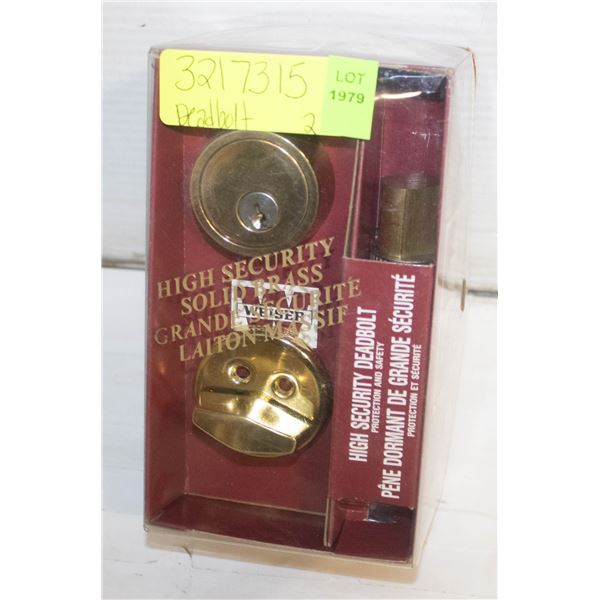 3217315
Deadbolt 2
LOT
1979
HIGH SECURITY
SOLID BRASS
GRANDE SÉCURITÉ
LAITON MASSIF
WEISER
HIGH SECURITY DEADBOLT
PROTECTION AND SAFETY
PÊNE DORMANT DE GRANDE SÉCURITÉ
PROTECTION ET SÉCURITÉ